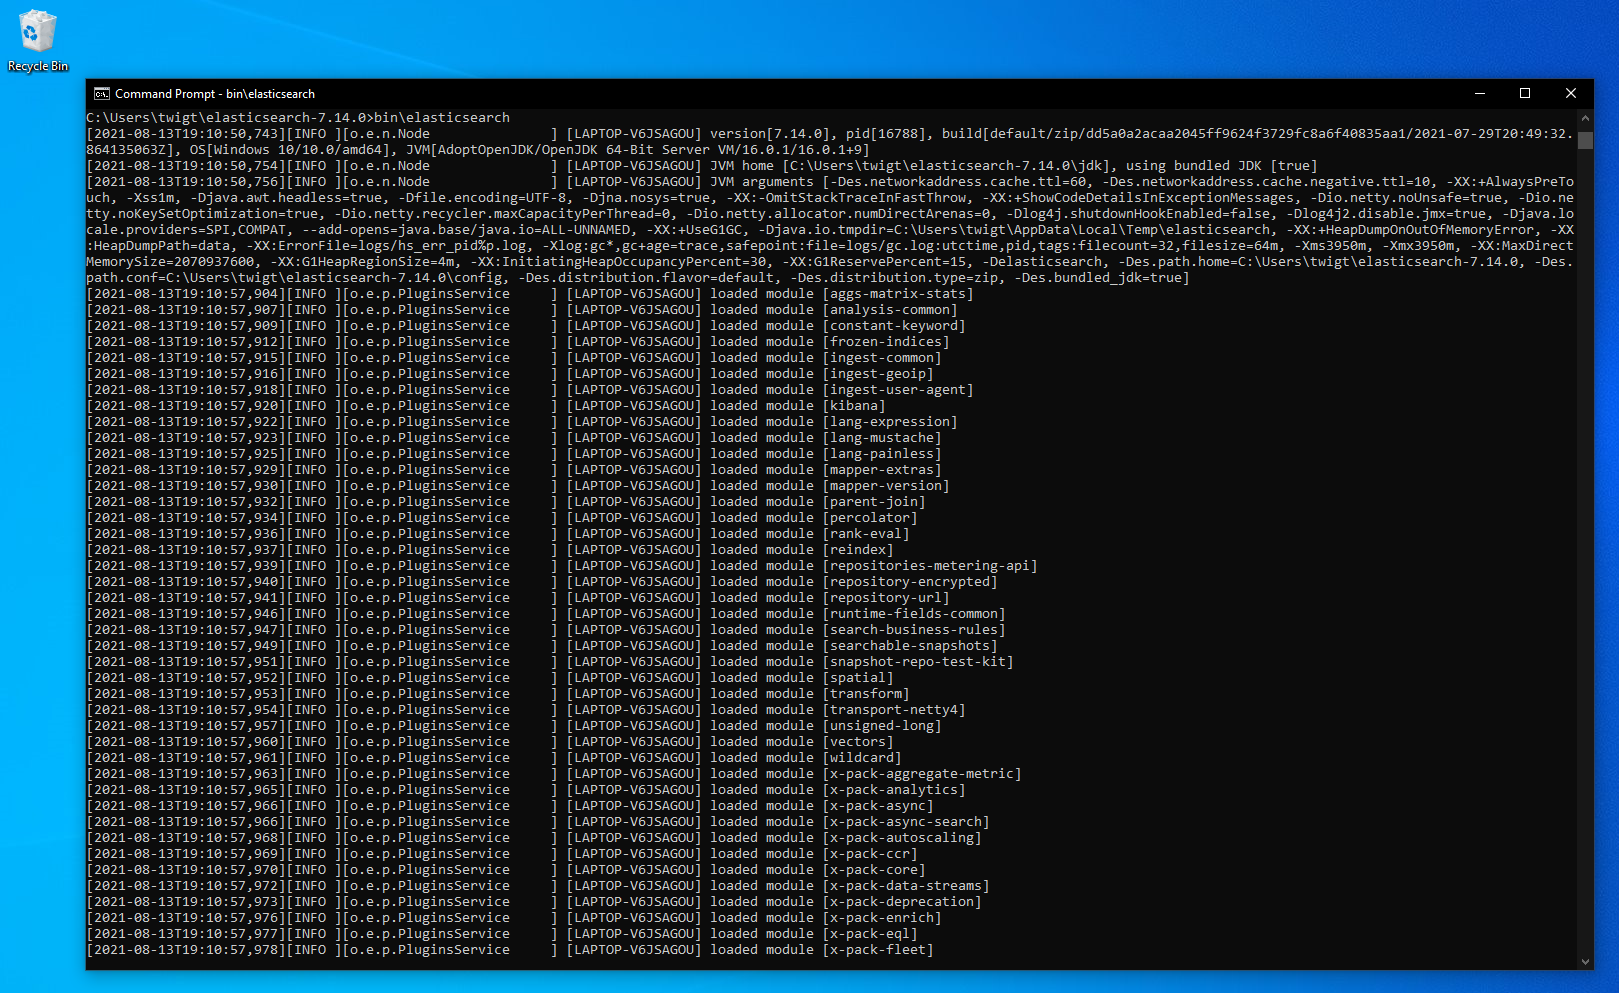 Recycle Bin
Command Prompt - bin\elasticsearch
C:\Users\twigt\elasticsearch-7.14.0>bin\elasticsearch
[2021-08-13T19:10:50,743][INFO ][o.e.n.Node               ] [LAPTOP-V6JSAGOU] version[7.14.0], pid[16788], build[default/zip/dd5a0a2acaa2045ff9624f3729fc8a6f40835aa1/2021-07-29T20:49:32.
864135063Z], OS[Windows 10/10.0/amd64], JVM[AdoptOpenJDK/OpenJDK 64-Bit Server VM/16.0.1/16.0.1+9]
[2021-08-13T19:10:50,754][INFO ][o.e.n.Node               ] [LAPTOP-V6JSAGOU] JVM home [C:\Users\twigt\elasticsearch-7.14.0\jdk], using bundled JDK [true]
[2021-08-13T19:10:50,756][INFO ][o.e.n.Node               ] [LAPTOP-V6JSAGOU] JVM arguments [-Des.networkaddress.cache.ttl=60, -Des.networkaddress.cache.negative.ttl=10, -XX:+AlwaysPreTo
uch, -Xss1m, -Djava.awt.headless=true, -Dfile.encoding=UTF-8, -Djna.nosys=true, -XX:-OmitStackTraceInFastThrow, -XX:+ShowCodeDetailsInExceptionMessages, -Dio.netty.noUnsafe=true, -Dio.ne
tty.noKeySetOptimization=true, -Dio.netty.recycler.maxCapacityPerThread=0, -Dio.netty.allocator.numDirectArenas=0, -Dlog4j.shutdownHookEnabled=false, -Dlog4j2.disable.jmx=true, -Djava.lo
cale.providers=SPI,COMPAT, --add-opens=java.base/java.io=ALL-UNNAMED, -XX:+UseG1GC, -Djava.io.tmpdir=C:\Users\twigt\AppData\Local\Temp\elasticsearch, -XX:+HeapDumpOnOutOfMemoryError, -XX
:HeapDumpPath=data, -XX:ErrorFile=logs/hs_err_pid%p.log, -Xlog:gc*,gc+age=trace,safepoint:file=logs/gc.log:utctime,pid,tags:filecount=32,filesize=64m, -Xms3950m, -Xmx3950m, -XX:MaxDirect
MemorySize=2070937600, -XX:G1HeapRegionSize=4m, -XX:InitiatingHeapOccupancyPercent=30, -XX:G1ReservePercent=15, -Delasticsearch, -Des.path.home=C:\Users\twigt\elasticsearch-7.14.0, -Des.
path.conf=C:\Users\twigt\elasticsearch-7.14.0\config, -Des.distribution.flavor=default, -Des.distribution.type=zip, -Des.bundled_jdk=true]
[2021-08-13T19:10:57,904][INFO ][o.e.p.PluginsService     ] [LAPTOP-V6JSAGOU] loaded module [aggs-matrix-stats]
[2021-08-13T19:10:57,907][INFO ][o.e.p.PluginsService     ] [LAPTOP-V6JSAGOU] loaded module [analysis-common]
[2021-08-13T19:10:57,909][INFO ][o.e.p.PluginsService     ] [LAPTOP-V6JSAGOU] loaded module [constant-keyword]
[2021-08-13T19:10:57,912][INFO ][o.e.p.PluginsService     ] [LAPTOP-V6JSAGOU] loaded module [frozen-indices]
[2021-08-13T19:10:57,915][INFO ][o.e.p.PluginsService     ] [LAPTOP-V6JSAGOU] loaded module [ingest-common]
[2021-08-13T19:10:57,916][INFO ][o.e.p.PluginsService     ] [LAPTOP-V6JSAGOU] loaded module [ingest-geoip]
[2021-08-13T19:10:57,918][INFO ][o.e.p.PluginsService     ] [LAPTOP-V6JSAGOU] loaded module [ingest-user-agent]
[2021-08-13T19:10:57,920][INFO ][o.e.p.PluginsService     ] [LAPTOP-V6JSAGOU] loaded module [kibana]
[2021-08-13T19:10:57,922][INFO ][o.e.p.PluginsService     ] [LAPTOP-V6JSAGOU] loaded module [lang-expression]
[2021-08-13T19:10:57,923][INFO ][o.e.p.PluginsService     ] [LAPTOP-V6JSAGOU] loaded module [lang-mustache]
[2021-08-13T19:10:57,925][INFO ][o.e.p.PluginsService     ] [LAPTOP-V6JSAGOU] loaded module [lang-painless]
[2021-08-13T19:10:57,929][INFO ][o.e.p.PluginsService     ] [LAPTOP-V6JSAGOU] loaded module [mapper-extras]
[2021-08-13T19:10:57,930][INFO ][o.e.p.PluginsService     ] [LAPTOP-V6JSAGOU] loaded module [mapper-version]
[2021-08-13T19:10:57,932][INFO ][o.e.p.PluginsService     ] [LAPTOP-V6JSAGOU] loaded module [parent-join]
[2021-08-13T19:10:57,934][INFO ][o.e.p.PluginsService     ] [LAPTOP-V6JSAGOU] loaded module [percolator]
[2021-08-13T19:10:57,936][INFO ][o.e.p.PluginsService     ] [LAPTOP-V6JSAGOU] loaded module [rank-eval]
[2021-08-13T19:10:57,937][INFO ][o.e.p.PluginsService     ] [LAPTOP-V6JSAGOU] loaded module [reindex]
[2021-08-13T19:10:57,939][INFO ][o.e.p.PluginsService     ] [LAPTOP-V6JSAGOU] loaded module [repositories-metering-api]
[2021-08-13T19:10:57,940][INFO ][o.e.p.PluginsService     ] [LAPTOP-V6JSAGOU] loaded module [repository-encrypted]
[2021-08-13T19:10:57,941][INFO ][o.e.p.PluginsService     ] [LAPTOP-V6JSAGOU] loaded module [repository-url]
[2021-08-13T19:10:57,946][INFO ][o.e.p.PluginsService     ] [LAPTOP-V6JSAGOU] loaded module [runtime-fields-common]
[2021-08-13T19:10:57,947][INFO ][o.e.p.PluginsService     ] [LAPTOP-V6JSAGOU] loaded module [search-business-rules]
[2021-08-13T19:10:57,949][INFO ][o.e.p.PluginsService     ] [LAPTOP-V6JSAGOU] loaded module [searchable-snapshots]
[2021-08-13T19:10:57,951][INFO ][o.e.p.PluginsService     ] [LAPTOP-V6JSAGOU] loaded module [snapshot-repo-test-kit]
[2021-08-13T19:10:57,952][INFO ][o.e.p.PluginsService     ] [LAPTOP-V6JSAGOU] loaded module [spatial]
[2021-08-13T19:10:57,953][INFO ][o.e.p.PluginsService     ] [LAPTOP-V6JSAGOU] loaded module [transform]
[2021-08-13T19:10:57,954][INFO ][o.e.p.PluginsService     ] [LAPTOP-V6JSAGOU] loaded module [transport-netty4]
[2021-08-13T19:10:57,957][INFO ][o.e.p.PluginsService     ] [LAPTOP-V6JSAGOU] loaded module [unsigned-long]
[2021-08-13T19:10:57,960][INFO ][o.e.p.PluginsService     ] [LAPTOP-V6JSAGOU] loaded module [vectors]
[2021-08-13T19:10:57,961][INFO ][o.e.p.PluginsService     ] [LAPTOP-V6JSAGOU] loaded module [wildcard]
[2021-08-13T19:10:57,963][INFO ][o.e.p.PluginsService     ] [LAPTOP-V6JSAGOU] loaded module [x-pack-aggregate-metric]
[2021-08-13T19:10:57,965][INFO ][o.e.p.PluginsService     ] [LAPTOP-V6JSAGOU] loaded module [x-pack-analytics]
[2021-08-13T19:10:57,966][INFO ][o.e.p.PluginsService     ] [LAPTOP-V6JSAGOU] loaded module [x-pack-async]
[2021-08-13T19:10:57,966][INFO ][o.e.p.PluginsService     ] [LAPTOP-V6JSAGOU] loaded module [x-pack-async-search]
[2021-08-13T19:10:57,968][INFO ][o.e.p.PluginsService     ] [LAPTOP-V6JSAGOU] loaded module [x-pack-autoscaling]
[2021-08-13T19:10:57,969][INFO ][o.e.p.PluginsService     ] [LAPTOP-V6JSAGOU] loaded module [x-pack-ccr]
[2021-08-13T19:10:57,970][INFO ][o.e.p.PluginsService     ] [LAPTOP-V6JSAGOU] loaded module [x-pack-core]
[2021-08-13T19:10:57,972][INFO ][o.e.p.PluginsService     ] [LAPTOP-V6JSAGOU] loaded module [x-pack-data-streams]
[2021-08-13T19:10:57,973][INFO ][o.e.p.PluginsService     ] [LAPTOP-V6JSAGOU] loaded module [x-pack-deprecation]
[2021-08-13T19:10:57,976][INFO ][o.e.p.PluginsService     ] [LAPTOP-V6JSAGOU] loaded module [x-pack-enrich]
[2021-08-13T19:10:57,977][INFO ][o.e.p.PluginsService     ] [LAPTOP-V6JSAGOU] loaded module [x-pack-eql]
[2021-08-13T19:10:57,978][INFO ][o.e.p.PluginsService     ] [LAPTOP-V6JSAGOU] loaded module [x-pack-fleet]